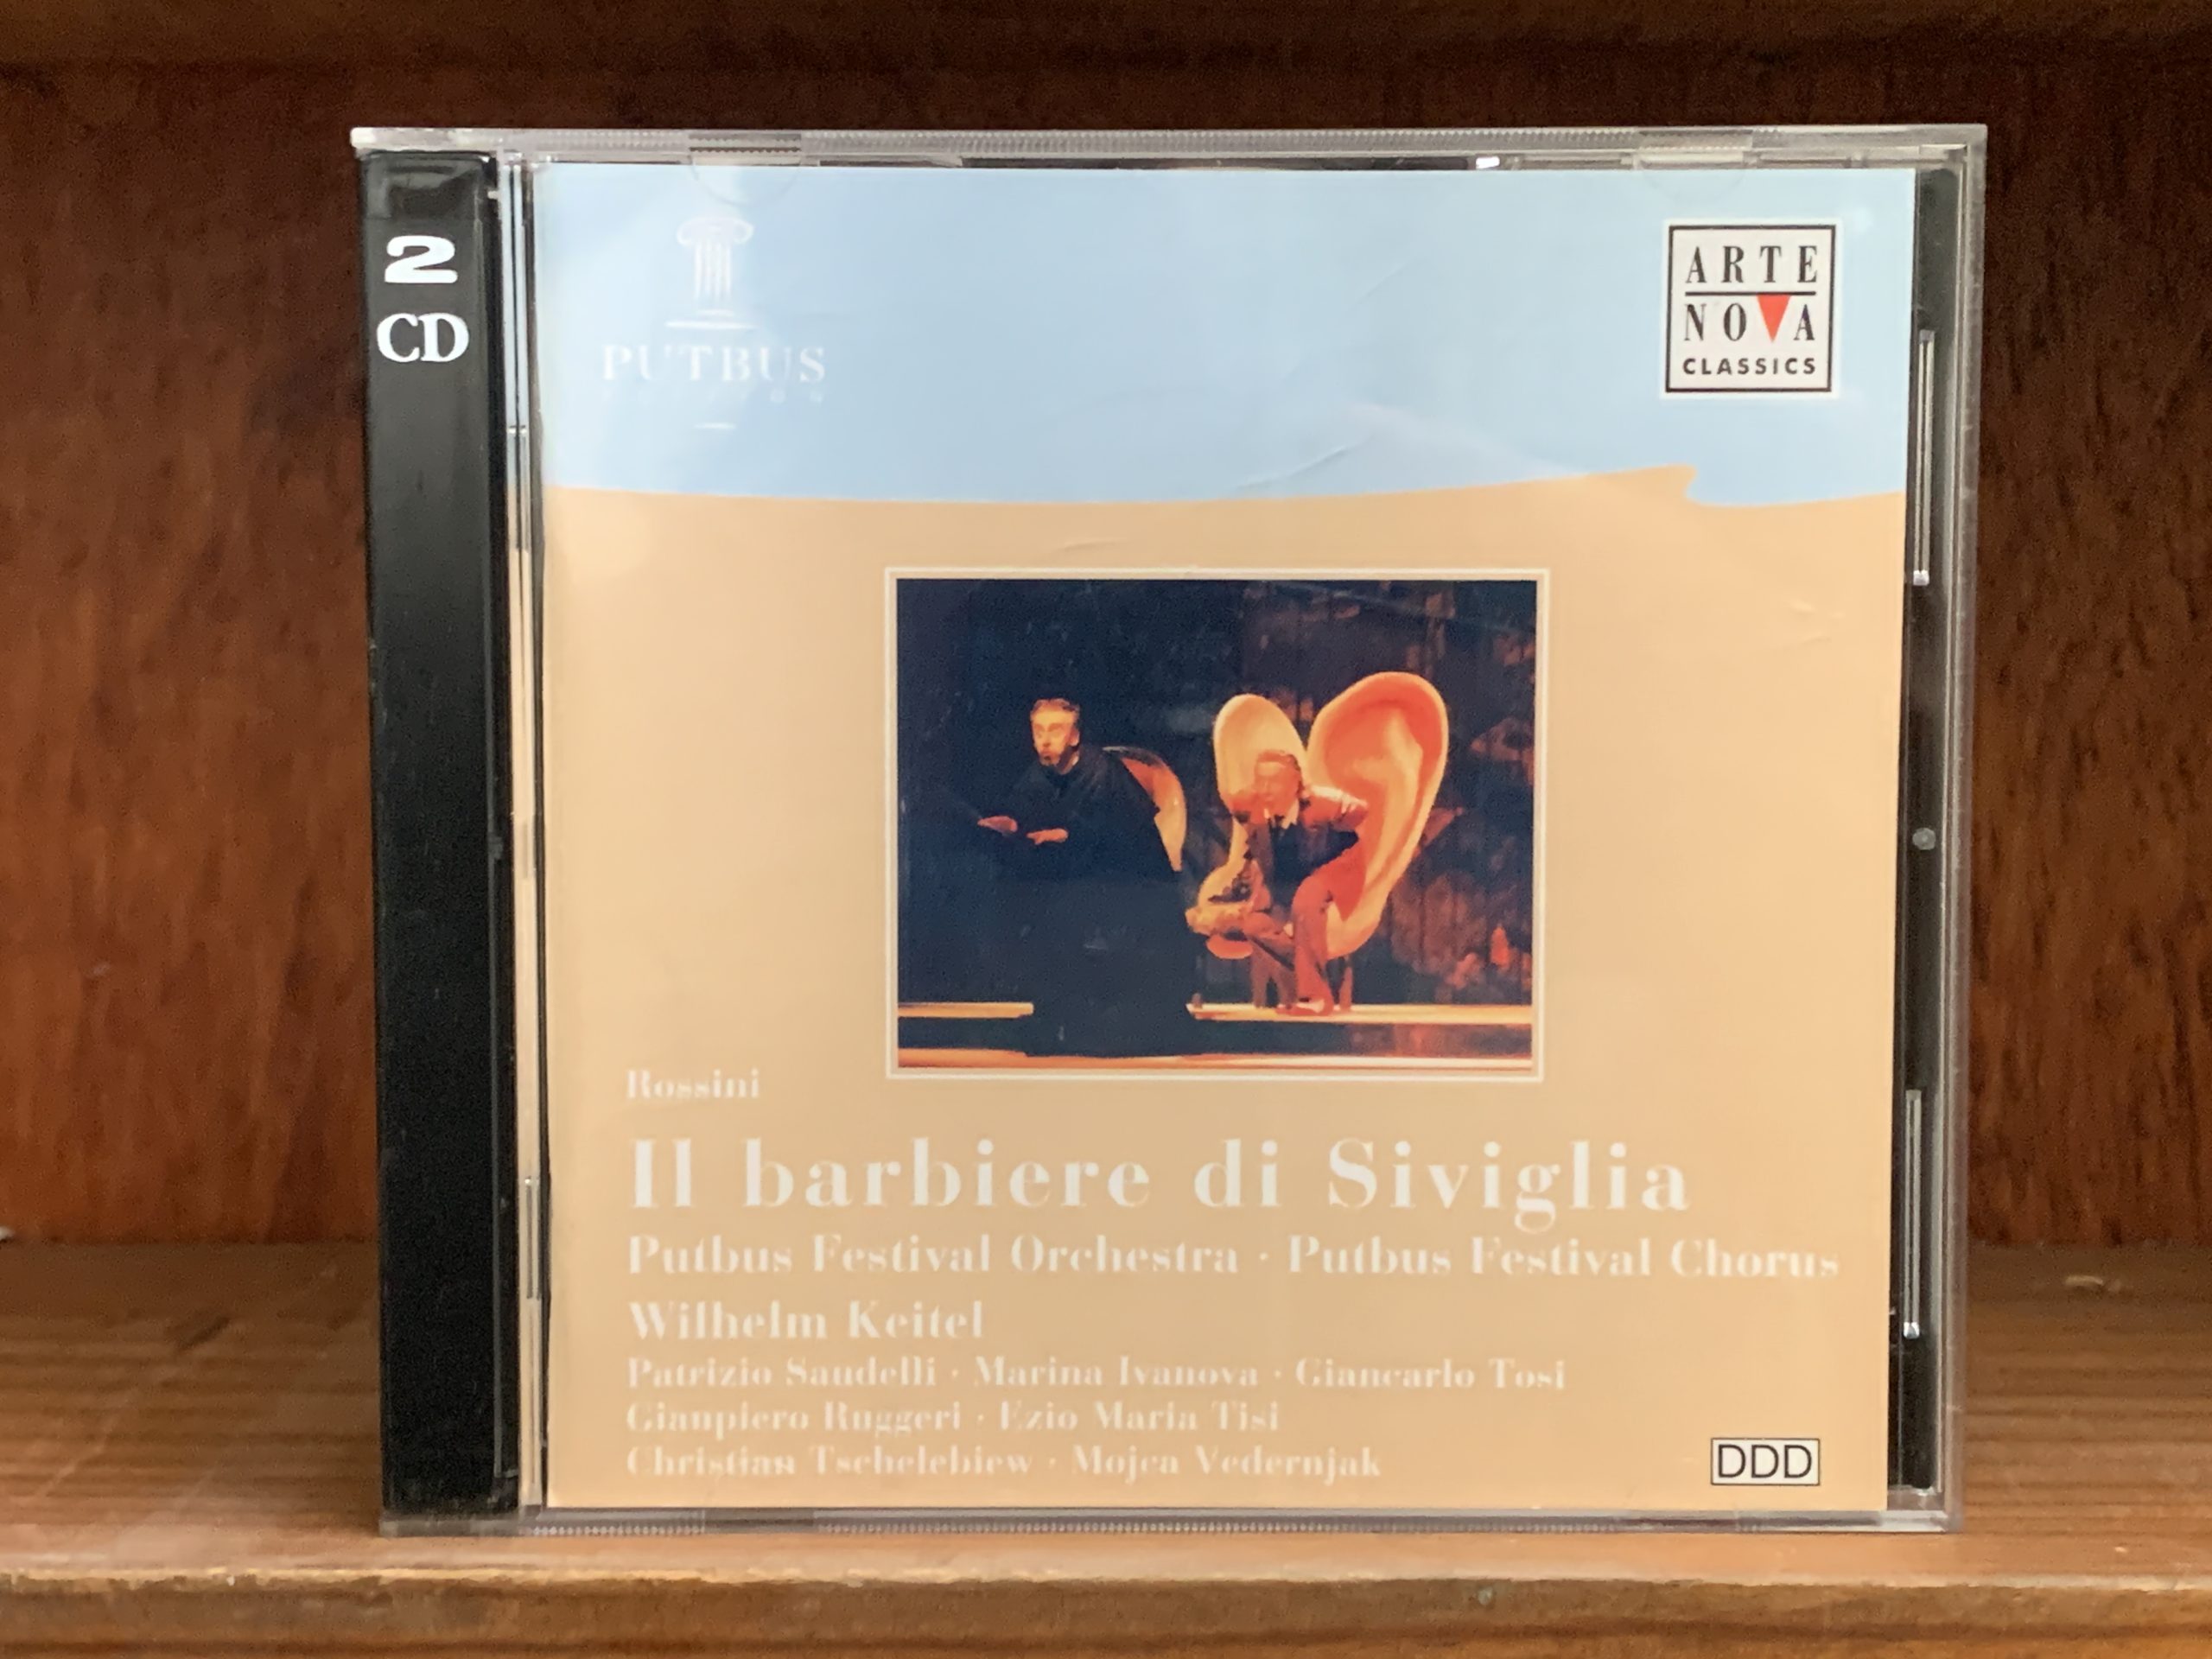 2
CD
PUTBUS
ARTE
NOVA
CLASSICS
Rossini
Il barbiere di Siviglia
Putbus Festival Orchestra · Putbus Festival Chorus
Wilhelm Keitel
Patrizio Saudelli · Marina Ivanova · Giancarlo Tosi
Gianpiero Ruggeri · Ezio Maria Tisi
Christian Tschelebiew · Mojca Vedernjak
DDD